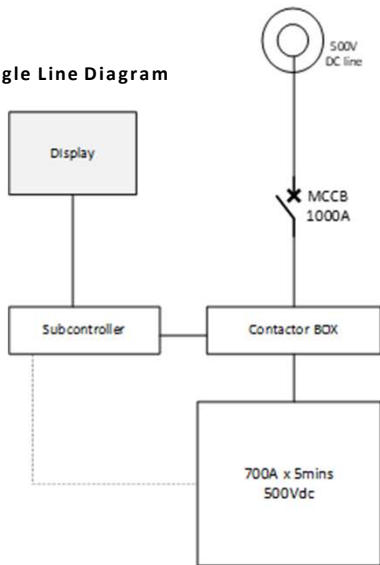 500V
DC line
gle Line Diagram
Display
MCCB
1000A
Subcontroller
Contactor BOX
700A x 5mins
500Vdc